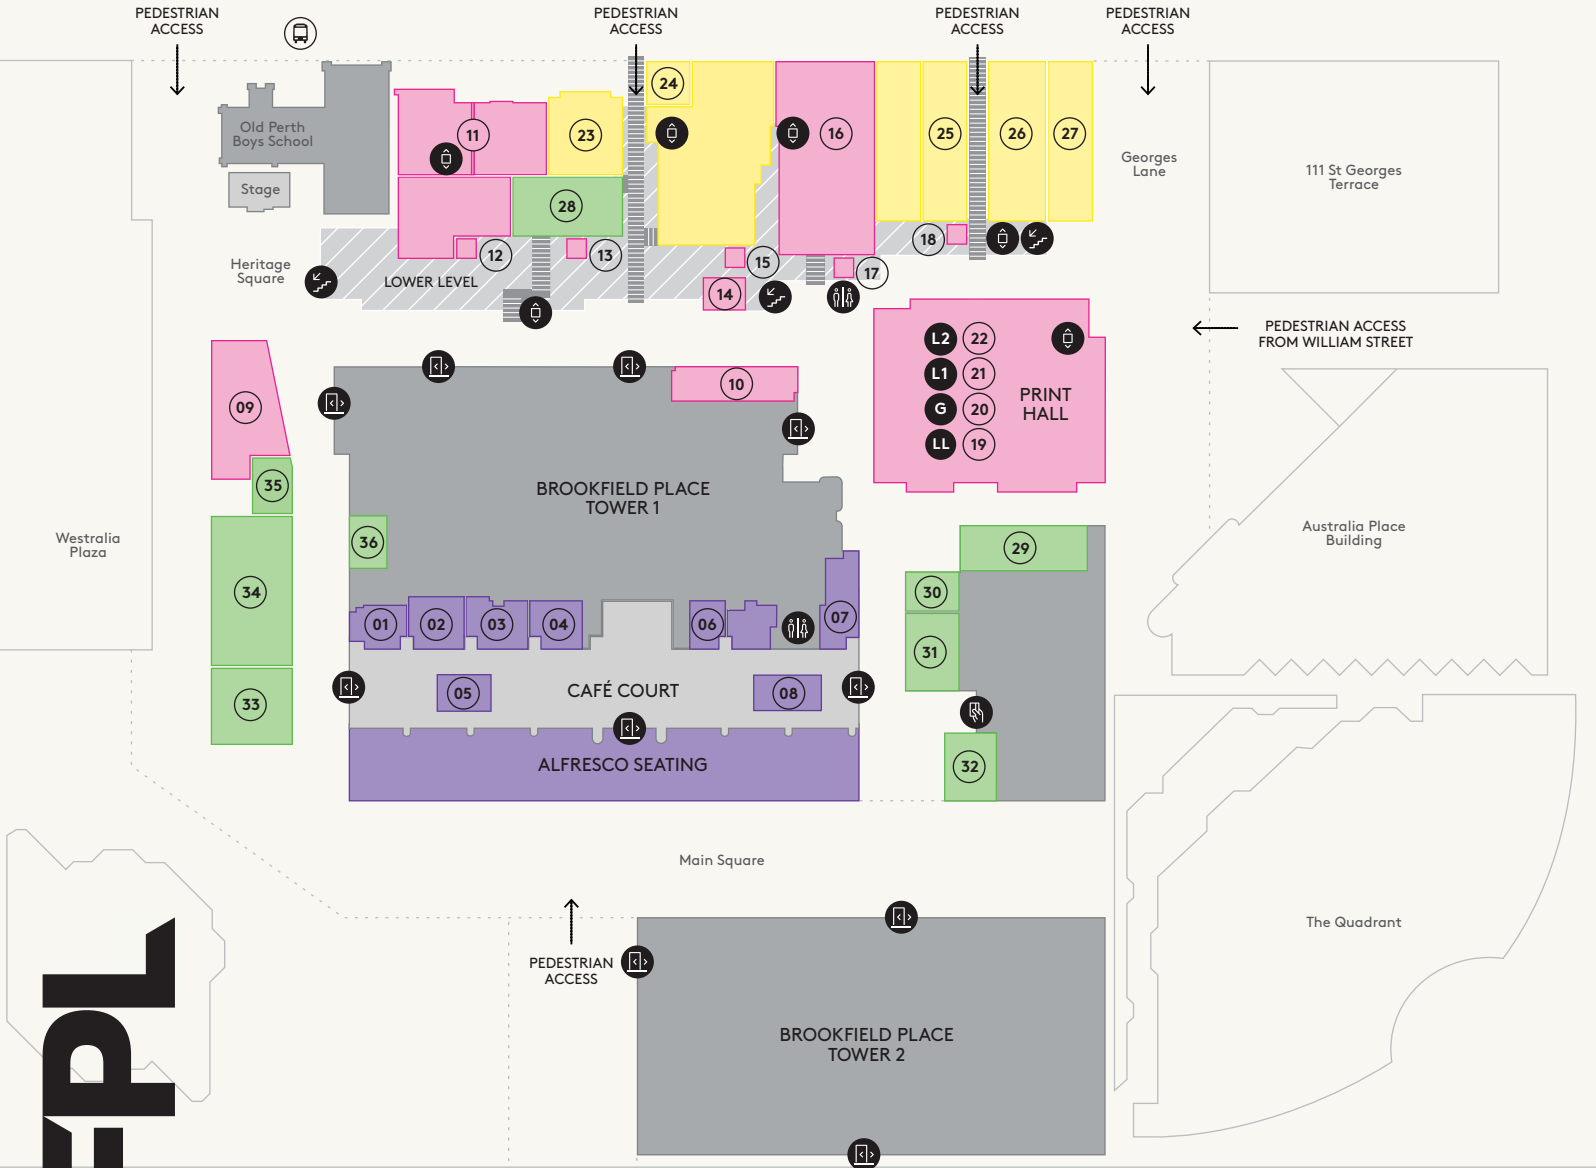 PEDESTRIAN
ACCESS
PEDESTRIAN
ACCESS
PEDESTRIAN
ACCESS
PEDESTRIAN
ACCESS
Old Perth
Boys School
Stage
11
23
24
16
25
26
27
28
Georges
Lane
111 St Georges
Terrace
12
13
15
14
17
18
Heritage
Square
LOWER LEVEL
PEDESTRIAN ACCESS
FROM WILLIAM STREET
L2 22
L1 21
G 20
LL 19
PRINT
HALL
10
09
35
34
33
36
BROOKFIELD PLACE
TOWER 1
Westralia
Plaza
Australia Place
Building
29
30
31
32
01
02
03
04
06
07
05
CAFÉ COURT
08
ALFRESCO SEATING
Main Square
The Quadrant
PEDESTRIAN
ACCESS
BROOKFIELD PLACE
TOWER 2
PL